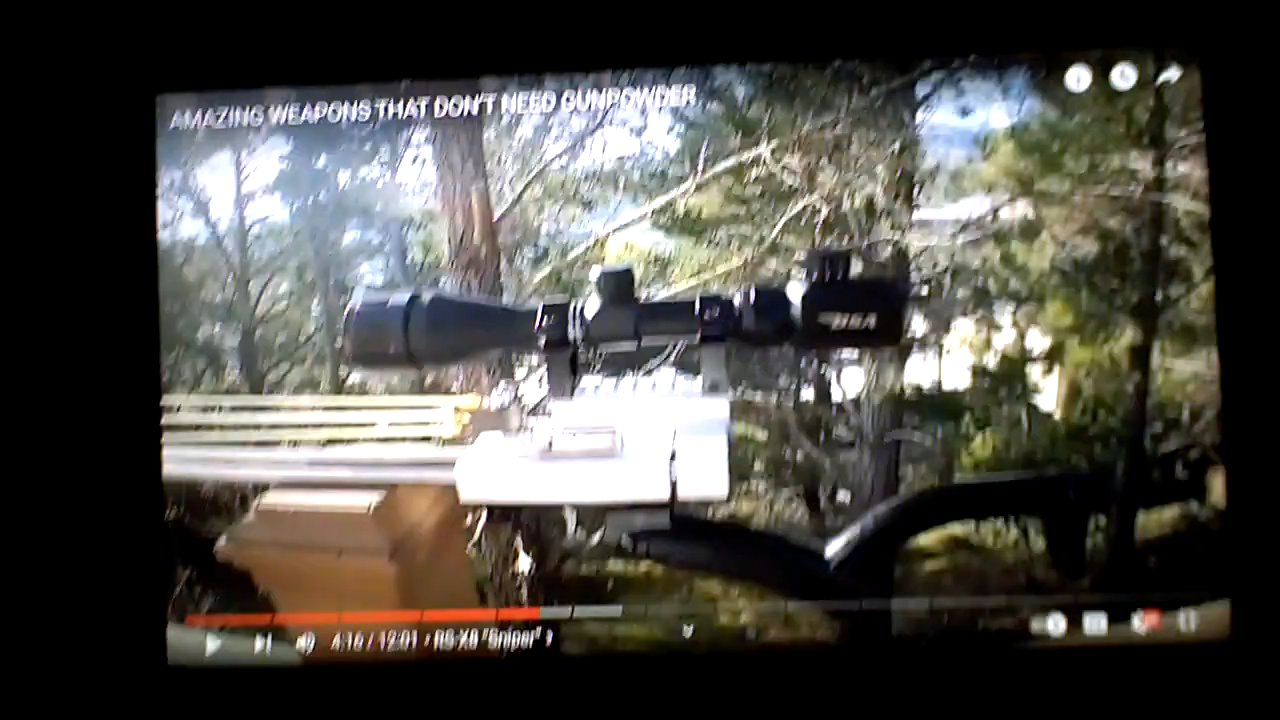 AMAZING WEAPONS THAT DON'T NEED GUNPOWDER
BSA
4:16 / 12:01 • RS-X8 "Sniper" ›